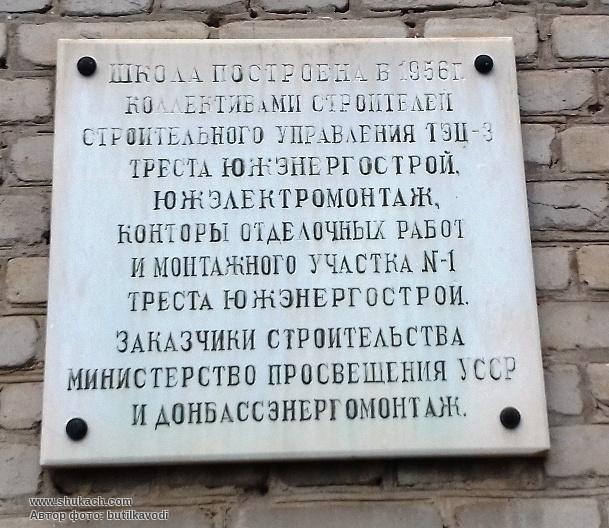 ШКОЛА ПОСТРОЕНА В 1956Г.
КОЛЛЕКТИВАМИ СТРОИТЕЛЕЙ
СТРОИТЕЛЬНОГО УПРАВЛЕНИЯ ТЭЦ-3
ТРЕСТА ЮЖЭНЕРГОСТРОЙ,
ЮЖЭЛЕКТРОМОНТАЖ,
КОНТОРЫ ОТДЕЛОЧНЫХ РАБОТ
И МОНТАЖНОГО УЧАСТКА N-1
ТРЕСТА ЮЖЭНЕРГОСТРОЙ.
ЗАКАЗЧИКИ СТРОИТЕЛЬСТВА
МИНИСТЕРСТВО ПРОСВЕЩЕНИЯ УССР
И ДОНБАССЭНЕРГОМОНТАЖ.
www.shukach.com
Автор фото: butilkavodi